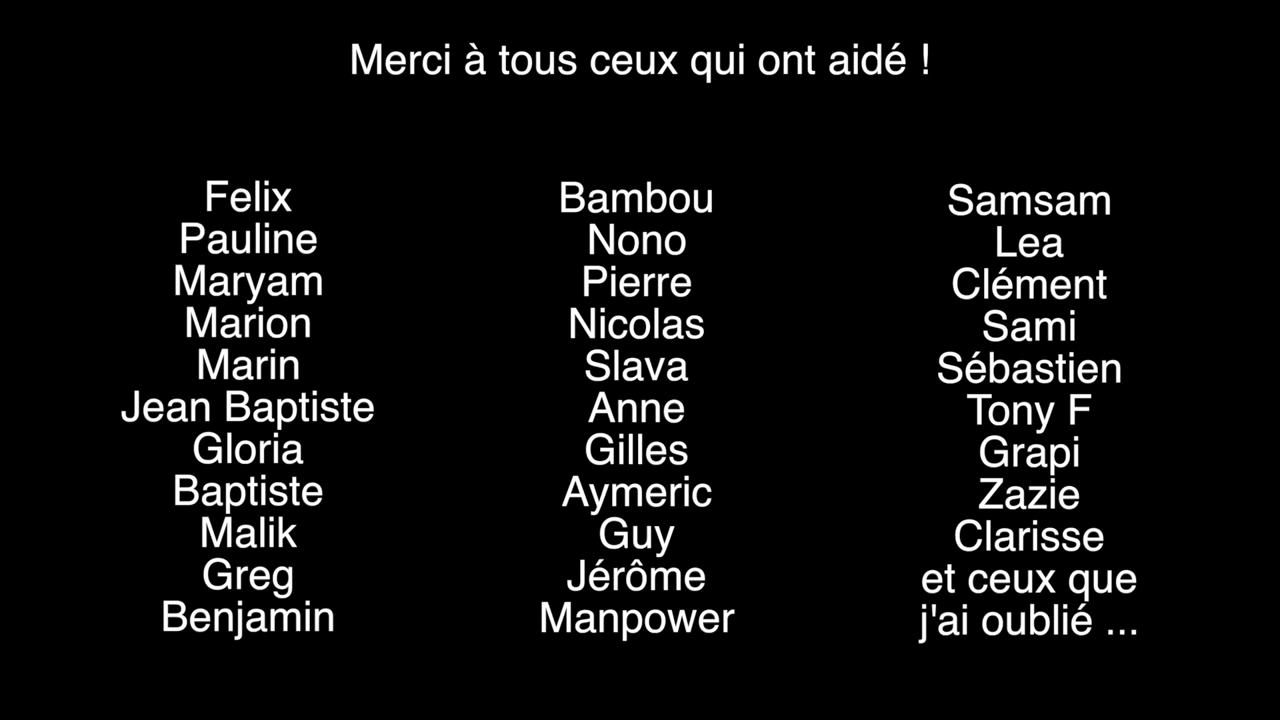 Merci à tous ceux qui ont aidé !
Felix
Pauline
Maryam
Marion
Marin
Jean Baptiste
Gloria
Baptiste
Malik
Greg
Benjamin
Bambou
Nono
Pierre
Nicolas
Slava
Anne
Gilles
Aymeric
Guy
Jérôme
Manpower
Samsam
Lea
Clément
Sami
Sébastien
Tony F
Grapi
Zazie
Clarisse
et ceux que
j'ai oublié ...